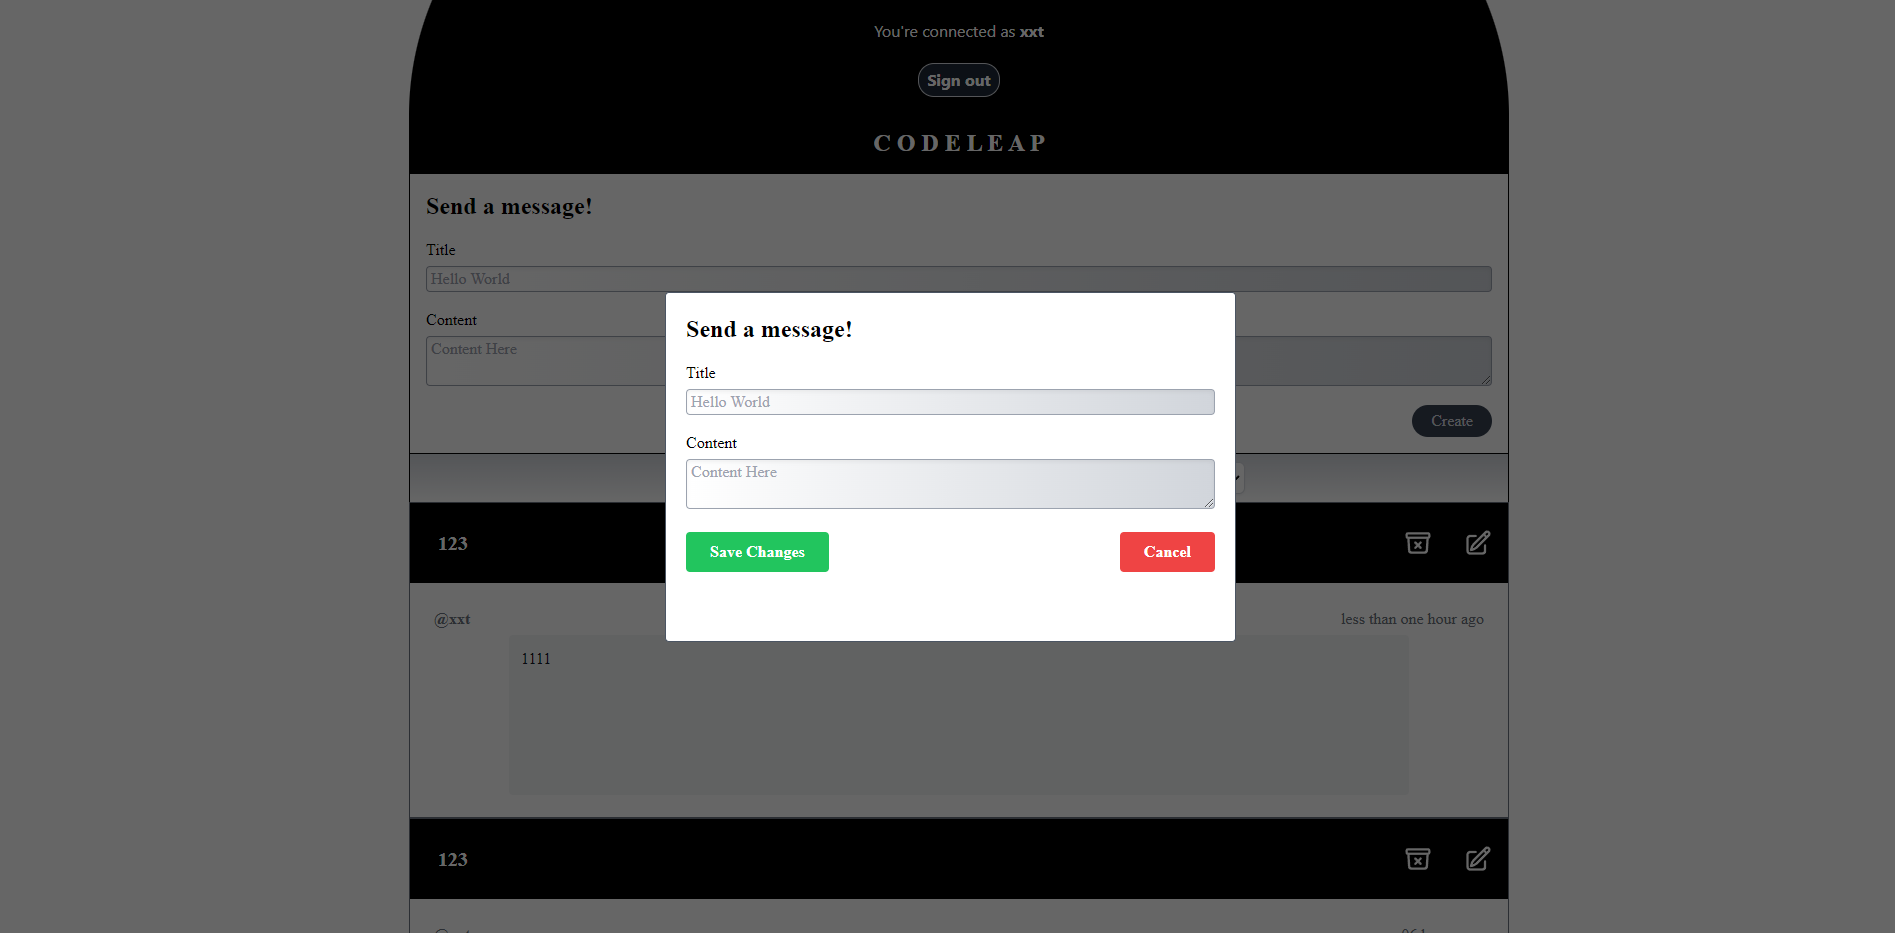 You're connected as xxt
Sign out
CODELEAP
Send a message!
Title
Hello World
Content
Content Here
Create
Send a message!
Title
Hello World
Content
Content Here
Save Changes
Cancel
123
@xxt
less than one hour ago
1111
123